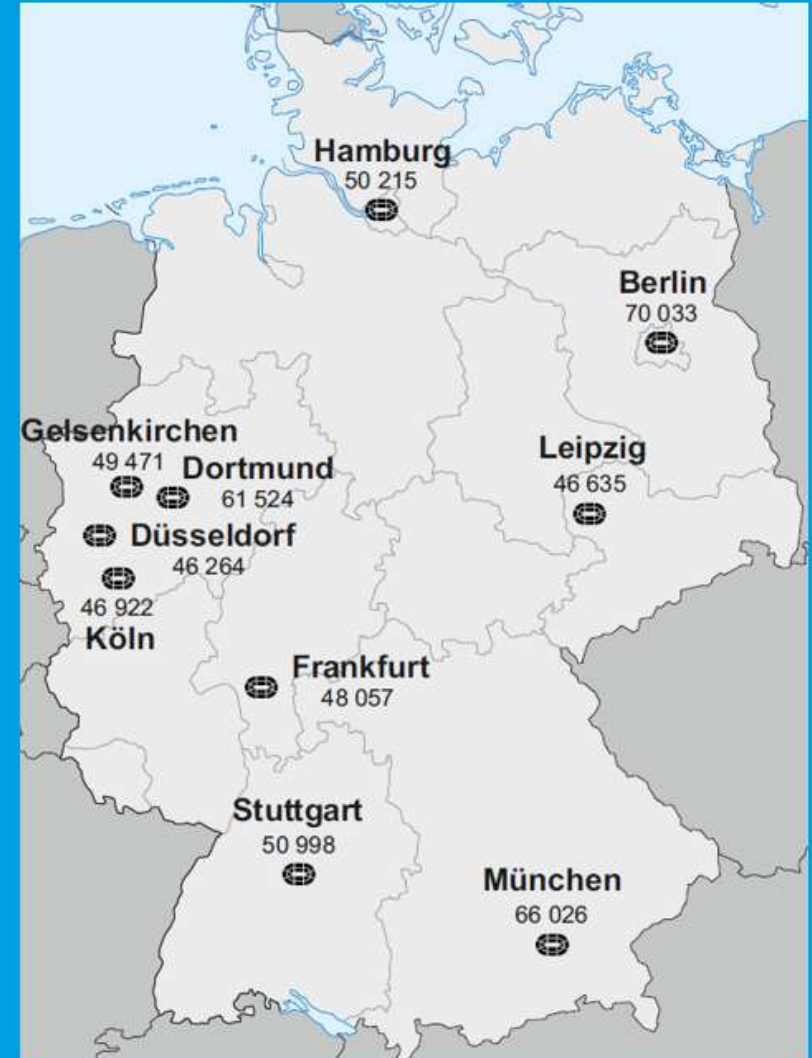 Hamburg
50 215
Berlin
70 033
Gelsenkirchen
49 471
Dortmund
61 524
Leipzig
46 635
Düsseldorf
46 264
46 922
Köln
Frankfurt
48 057
Stuttgart
50 998
München
66 026